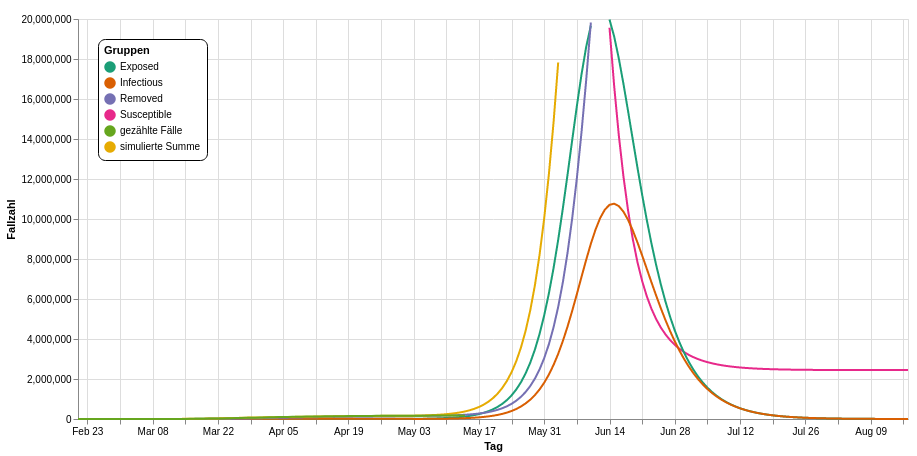 20,000,000
18,000,000
16,000,000
14,000,000
12,000,000
10,000,000
8,000,000
6,000,000
4,000,000
2,000,000
0
Fallzahl
Gruppen
Exposed
Infectious
Removed
Susceptible
gezählte Fälle
simulierte Summe
Feb 23 Mar 08 Mar 22 Apr 05 Apr 19 May 03 May 17 May 31 Jun 14 Jun 28 Jul 12 Jul 26 Aug 09
Tag